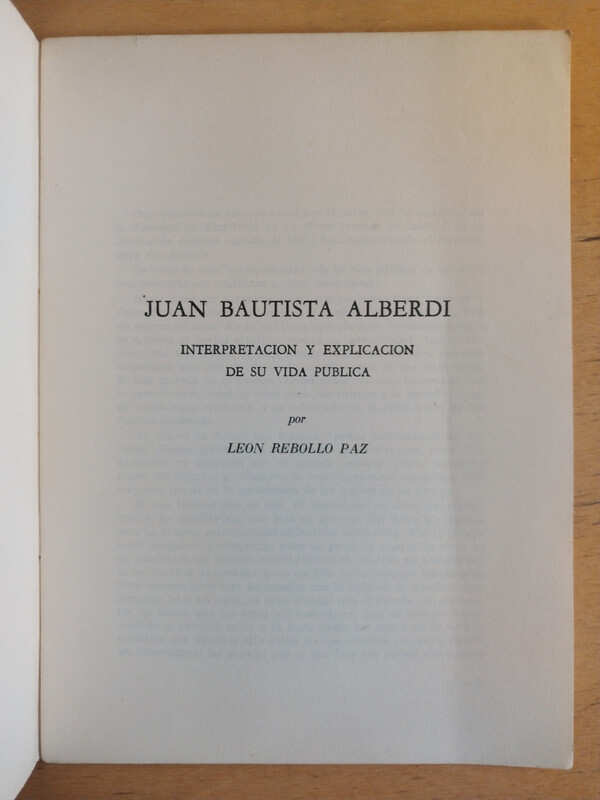 JUAN BAUTISTA ALBERDI
INTERPRETACION Y EXPLICACION
DE SU VIDA PUBLICA
por
LEON REBOLLO PAZ